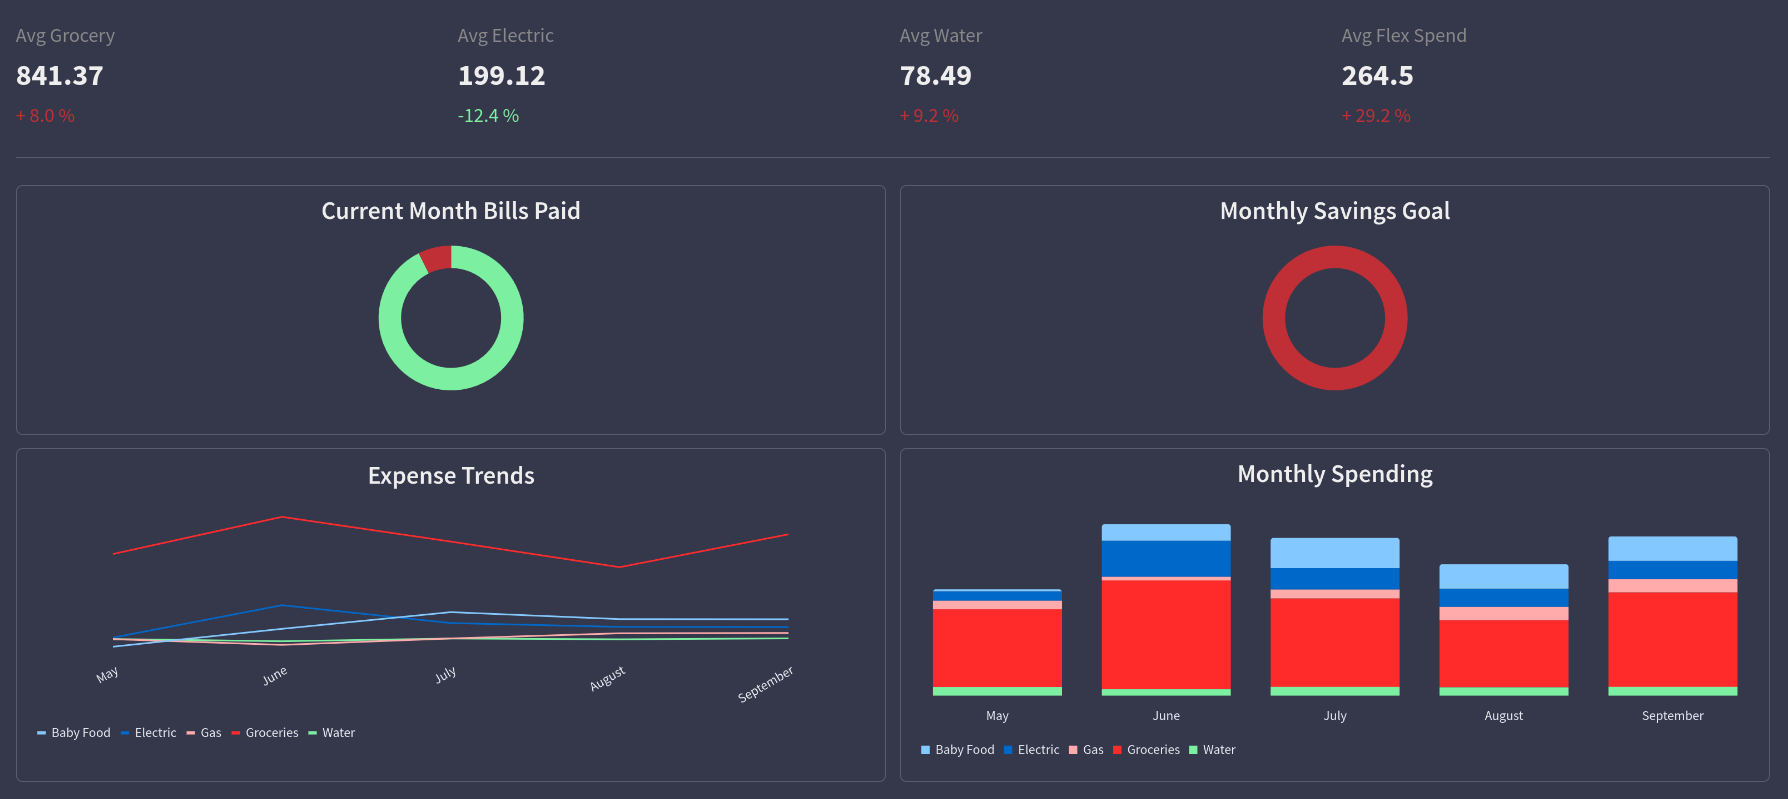 Avg Grocery
841.37
+ 8.0 %
Avg Electric
199.12
-12.4 %
Avg Water
78.49
+ 9.2 %
Avg Flex Spend
264.5
+ 29.2 %
Current Month Bills Paid
Monthly Savings Goal
Expense Trends
May
June
July
August
September
Baby Food
Electric
Gas
Groceries
Water
Monthly Spending
May
June
July
August
September
Baby Food
Electric
Gas
Groceries
Water